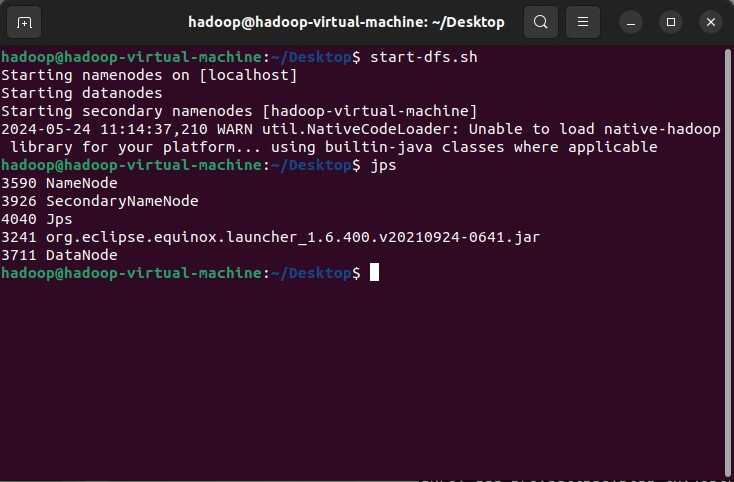 hadoop@hadoop-virtual-machine: ~/Desktop
hadoop@hadoop-virtual-machine:~/Desktop$ start-dfs.sh
Starting namenodes on [localhost]
Starting datanodes
Starting secondary namenodes [hadoop-virtual-machine]
2024-05-24 11:14:37,210 WARN util.NativeCodeLoader: Unable to load native-hadoop
 library for your platform... using builtin-java classes where applicable
hadoop@hadoop-virtual-machine:~/Desktop$ jps
3590 NameNode
3926 SecondaryNameNode
4040 Jps
3241 org.eclipse.equinox.launcher_1.6.400.v20210924-0641.jar
3711 DataNode
hadoop@hadoop-virtual-machine:~/Desktop$